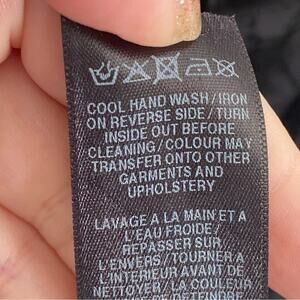 COOL HAND WASH/IRON
ON REVERSE SIDE/TURN
INSIDE OUT BEFORE
CLEANING/COLOUR MAY
TRANSFER ONTO OTHER
GARMENTS AND
UPHOLSTERY
LAVAGE A LA MAIN ET A
L'EAU FROIDE/
REPASSER SUR
L'ENVERS/TOURNER A
L'INTERIEUR AVANT DE
NETTOYER/LA COULEUR